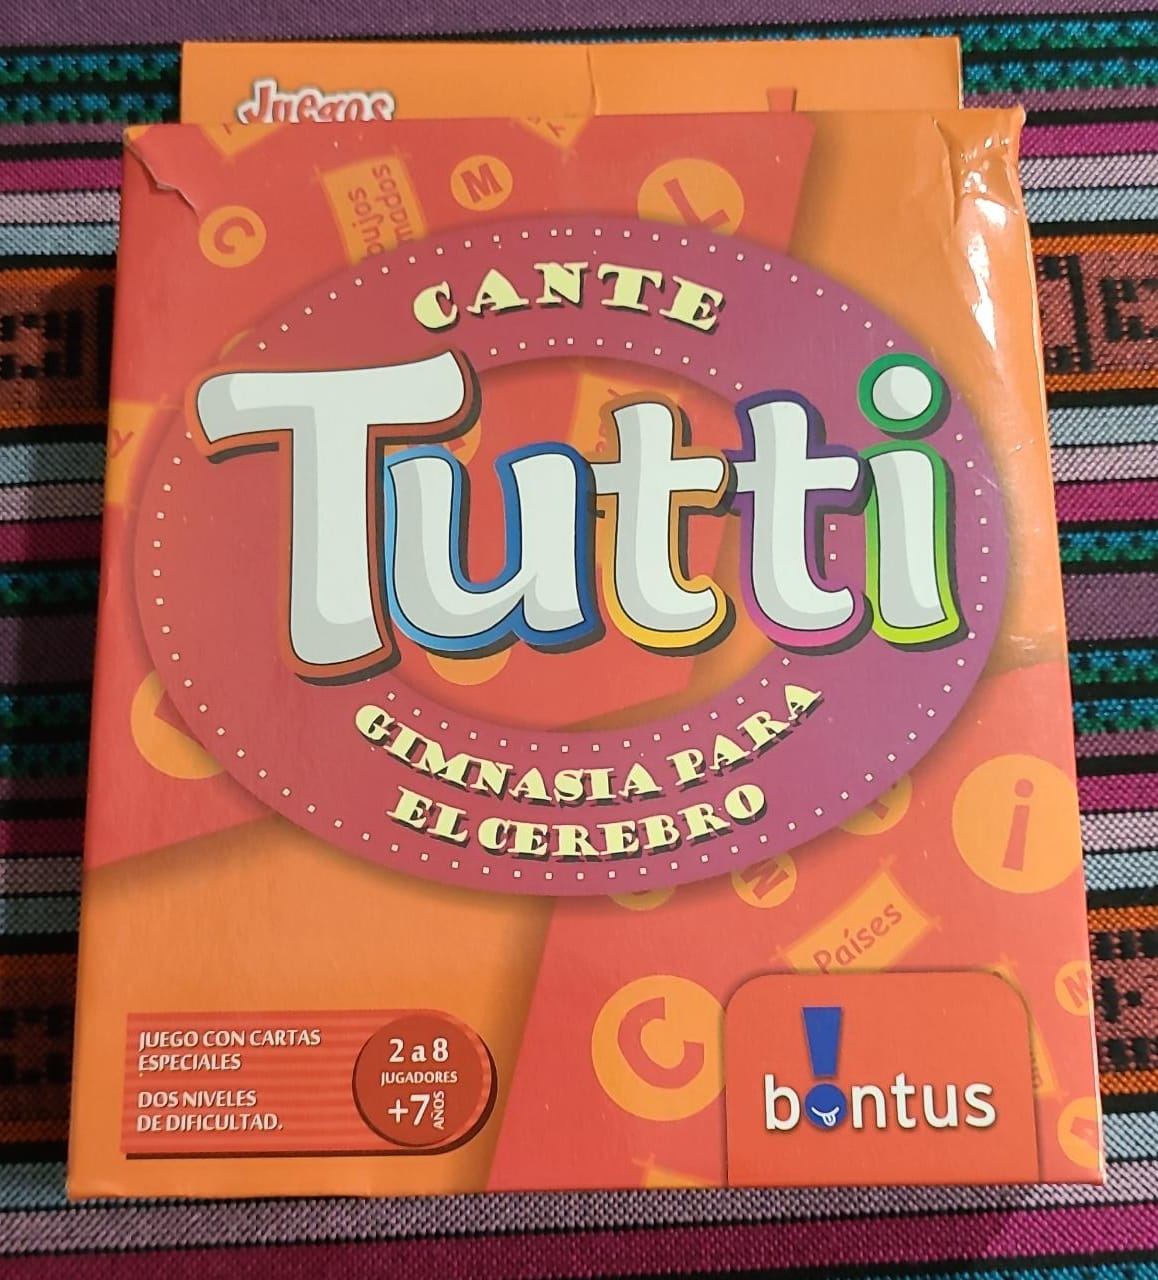 Juegos
C
M
L
CANTE
Tutti
GIMNASIA PARA
EL CEREBRO
i
M
Países
C
M
JUEGO CON CARTAS
ESPECIALES
DOS NIVELES
DE DIFICULTAD.
2 a 8
JUGADORES
+7 AÑOS
bontus